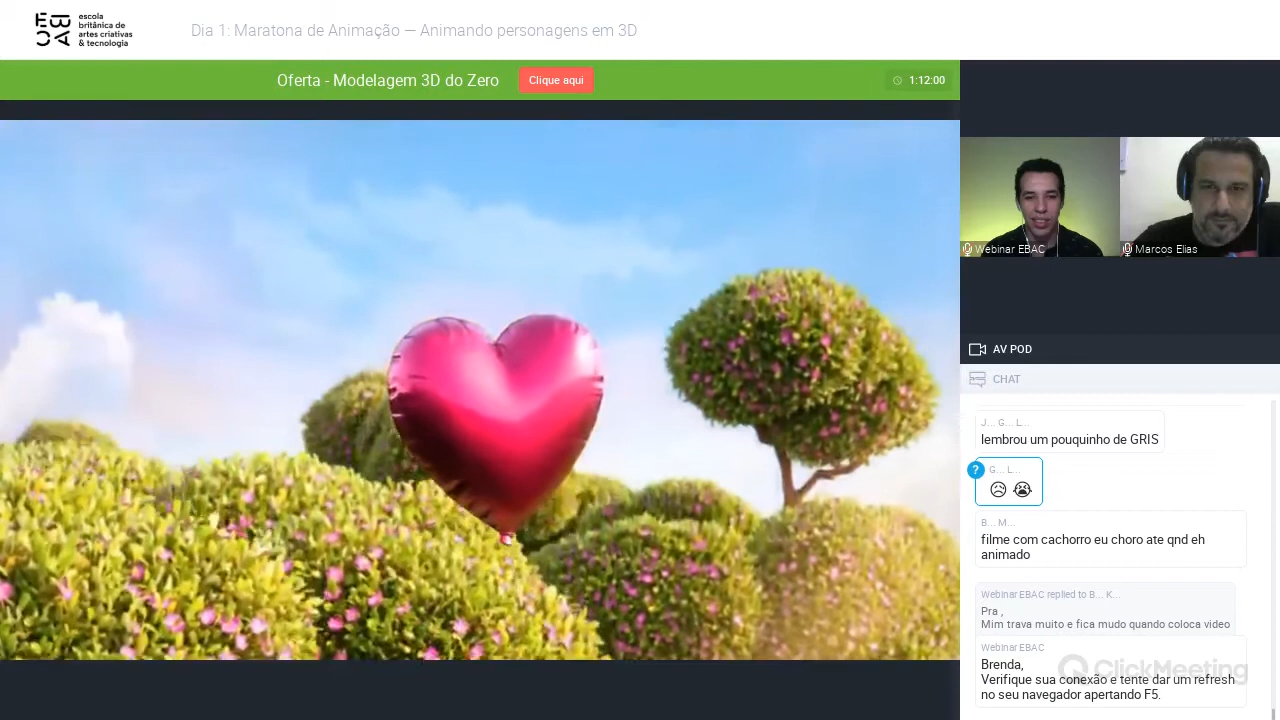 EBAC
escola
britânica de
artes criativas
& tecnologia
Dia 1: Maratona de Animação — Animando personagens em 3D
Oferta - Modelagem 3D do Zero
Clique aqui
1:12:00
Webinar EBAC
Marcos Elias
AV POD
CHAT
J... G... L...
lembrou um pouquinho de GRIS
?
G... L...
B... M...
filme com cachorro eu choro ate qnd eh
animado
Webinar EBAC replied to B... K...
Pra ,
Mim trava muito e fica mudo quando coloca video
Webinar EBAC
Brenda,
Verifique sua conexão e tente dar um refresh
no seu navegador apertando F5.
ClickMeeting